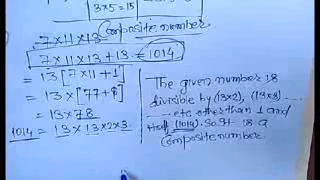 3×5=15
Composite number.
7×11×13
7×11×13+13=1014
=13[7×11+1]
=13×[77+1]
=13×78
1014=13×13×2×3
The given number is
divisible by (13×2), (13×3)....
....etc other than 1 and
itself (1014). So it is a
Composite number.